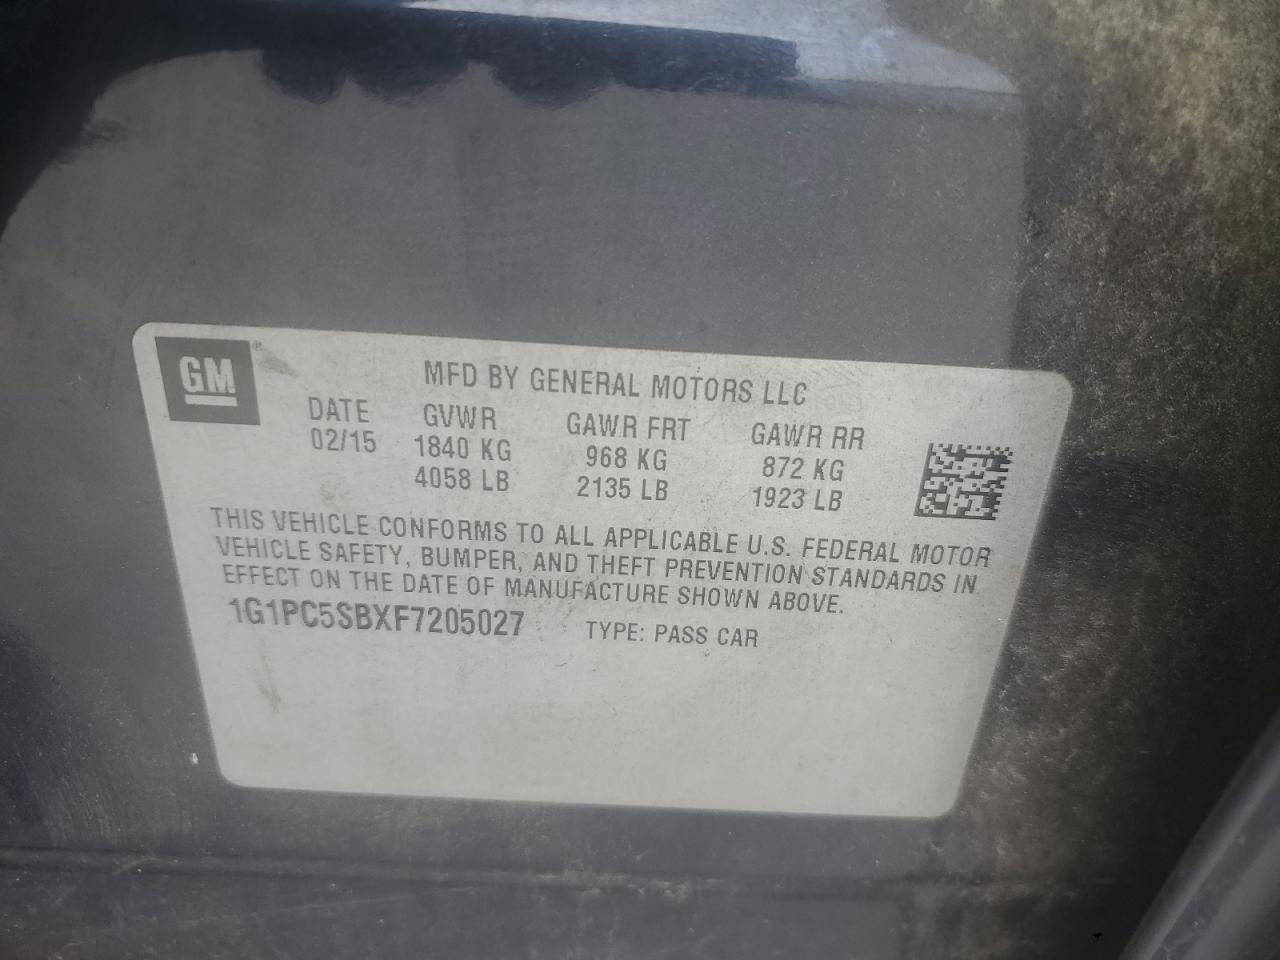 GM
MFD BY GENERAL MOTORS LLC
DATE GVWR GAWR FRT GAWR RR
02/15 1840 KG 968 KG 872 KG
4058 LB 2135 LB 1923 LB
THIS VEHICLE CONFORMS TO ALL APPLICABLE U.S. FEDERAL MOTOR
VEHICLE SAFETY, BUMPER, AND THEFT PREVENTION STANDARDS IN
EFFECT ON THE DATE OF MANUFACTURE SHOWN ABOVE.
1G1PC5SBXF7205027 TYPE: PASS CAR